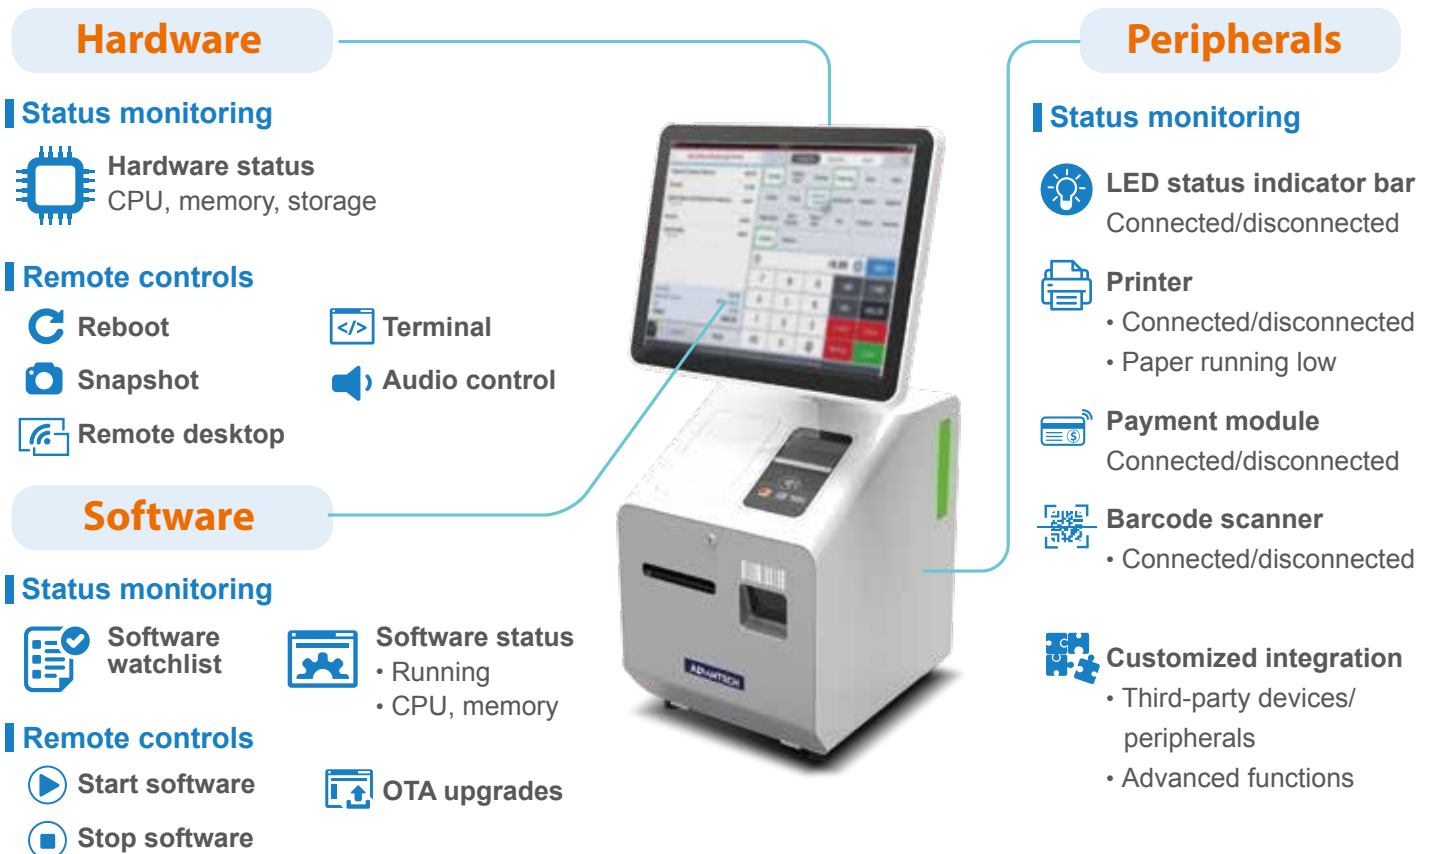 Hardware
Status monitoring
Hardware status
CPU, memory, storage
Remote controls
Reboot
</> Terminal
Snapshot
Audio control
Remote desktop
Software
Status monitoring
Software
watchlist
Software status
• Running
• CPU, memory
Remote controls
Start software
OTA upgrades
Stop software
ADVANTECH
Peripherals
Status monitoring
LED status indicator bar
Connected/disconnected
Printer
• Connected/disconnected
• Paper running low
Payment module
Connected/disconnected
Barcode scanner
• Connected/disconnected
Customized integration
• Third-party devices/
peripherals
• Advanced functions